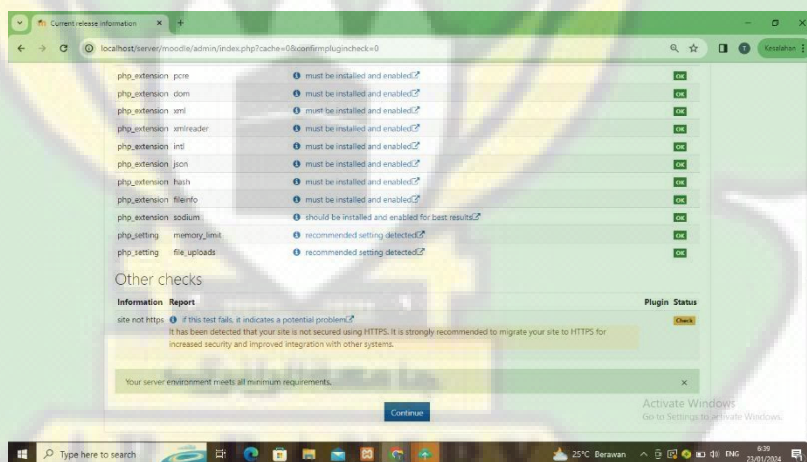 Current release information
localhost/server/moodle/admin/index.php?cache=0&confirmplugincheck=0
Kesalahan
php_extension pcre must be installed and enabled OK
php_extension dom must be installed and enabled OK
php_extension xml must be installed and enabled OK
php_extension xmlreader must be installed and enabled OK
php_extension intl must be installed and enabled OK
php_extension json must be installed and enabled OK
php_extension hash must be installed and enabled OK
php_extension fileinfo must be installed and enabled OK
php_extension sodium should be installed and enabled for best results OK
php_setting memory_limit recommended setting detected OK
php_setting file_uploads recommended setting detected OK
Other checks
Information Report Plugin Status
site not https if this test fails, it indicates a potential problem Check
It has been detected that your site is not secured using HTTPS. It is strongly recommended to migrate your site to HTTPS for
increased security and improved integration with other systems.
Your server environment meets all minimum requirements.
جامعة الرانري
Continue
Activate Windows
Go to Settings to activate Windows.
Type here to search
25°C Berawan
ENG
6:39
23/01/2024